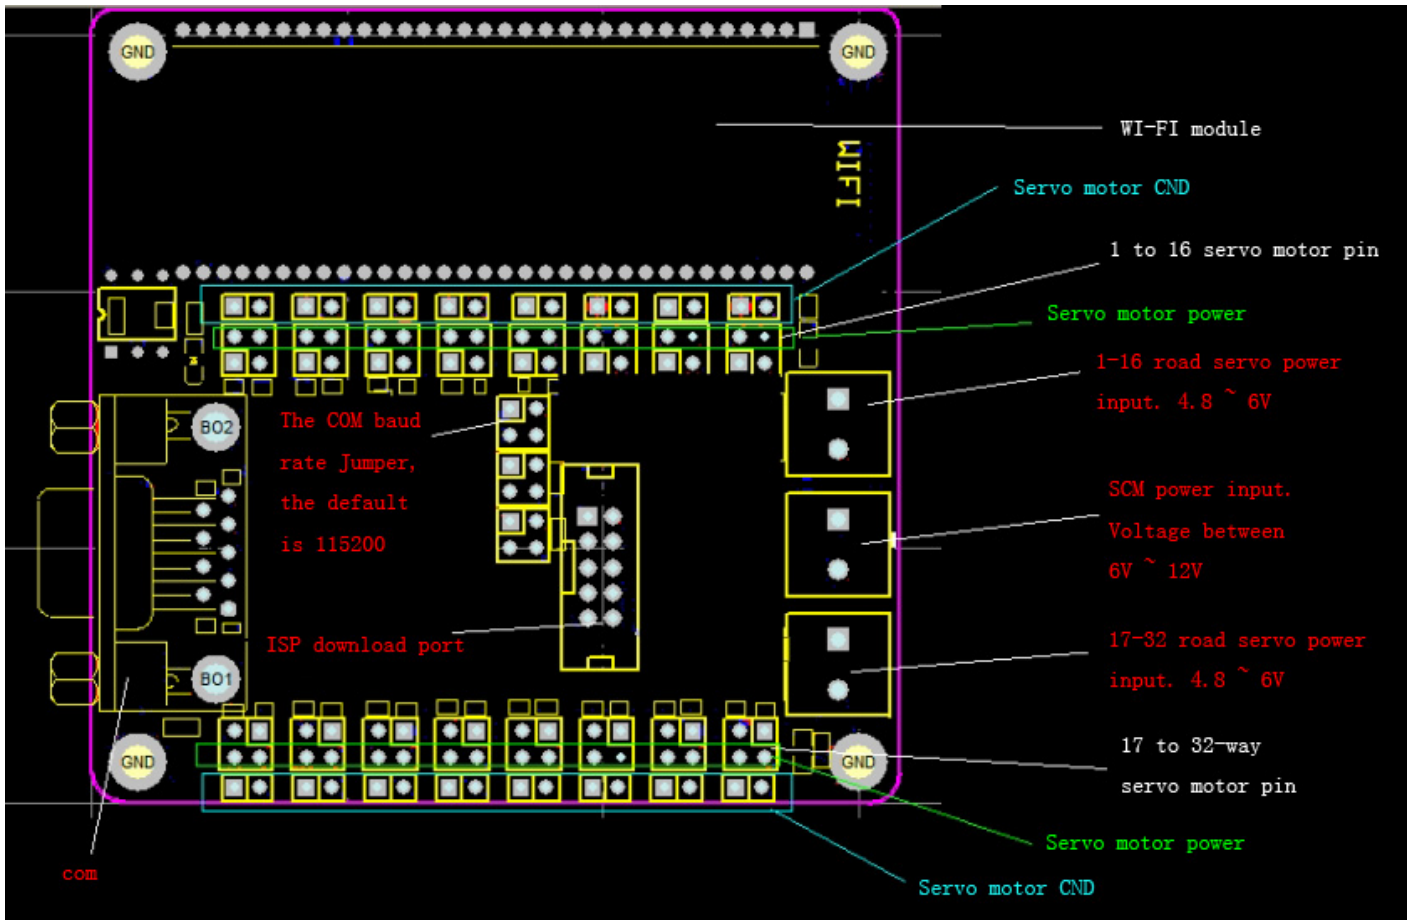 GND
GND
WI-FI module
WIFI
Servo motor CND
1 to 16 servo motor pin
Servo motor power
1-16 road servo power
input. 4.8 ~ 6V
The COM baud
rate Jumper,
the default
is 115200
BO2
SCM power input.
Voltage between
6V ~ 12V
ISP download port
17-32 road servo power
input. 4.8 ~ 6V
BO1
17 to 32-way
servo motor pin
GND
GND
Servo motor power
com
Servo motor CND